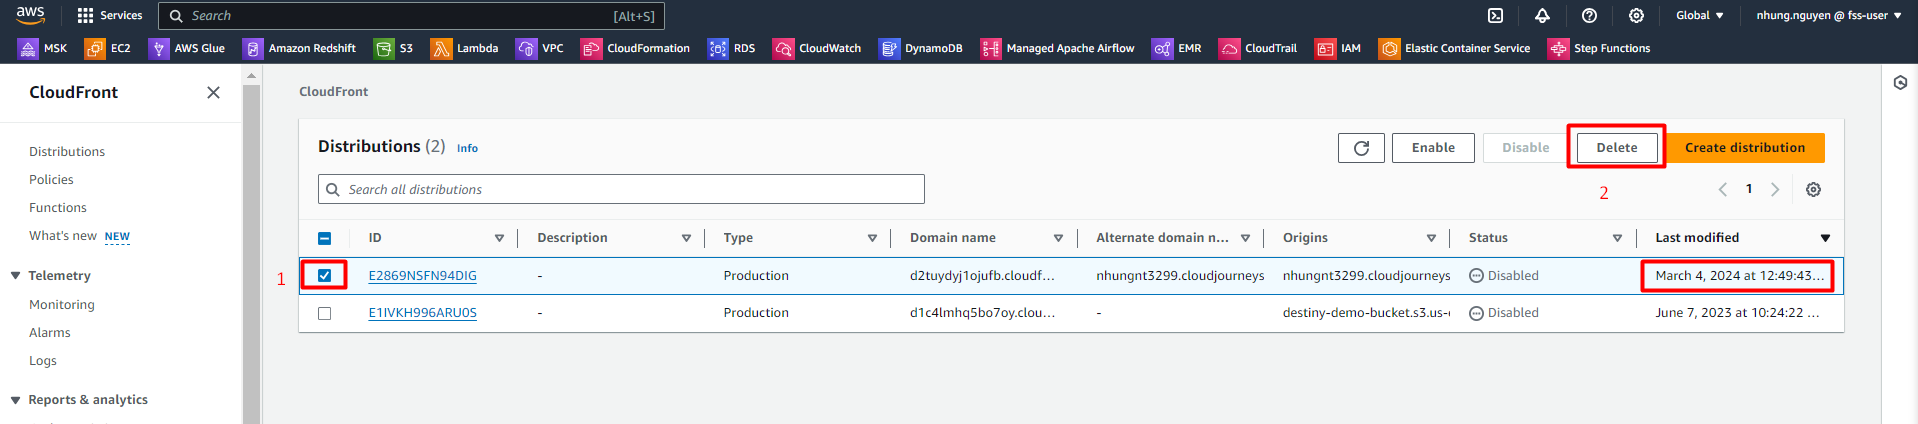 aws Services Search [Alt+S] Global nhung.nguyen @ fss-user
MSK EC2 AWS Glue Amazon Redshift S3 Lambda VPC CloudFormation RDS CloudWatch DynamoDB Managed Apache Airflow EMR CloudTrail IAM Elastic Container Service Step Functions
CloudFront
Distributions
Policies
Functions
What's new NEW
Telemetry
Monitoring
Alarms
Logs
Reports & analytics
CloudFront
Distributions (2) Info Enable Disable Delete Create distribution
Search all distributions 2 1
ID Description Type Domain name Alternate domain n... Origins Status Last modified
1 E2869NSFN94DIG - Production d2tuydyj1ojufb.cloudf... nhungnt3299.cloudjourneys nhungnt3299.cloudjourneys Disabled March 4, 2024 at 12:49:43...
E1IVKH996ARU0S - Production d1c4lmhq5bo7oy.clou... - destiny-demo-bucket.s3.us- Disabled June 7, 2023 at 10:24:22 ...